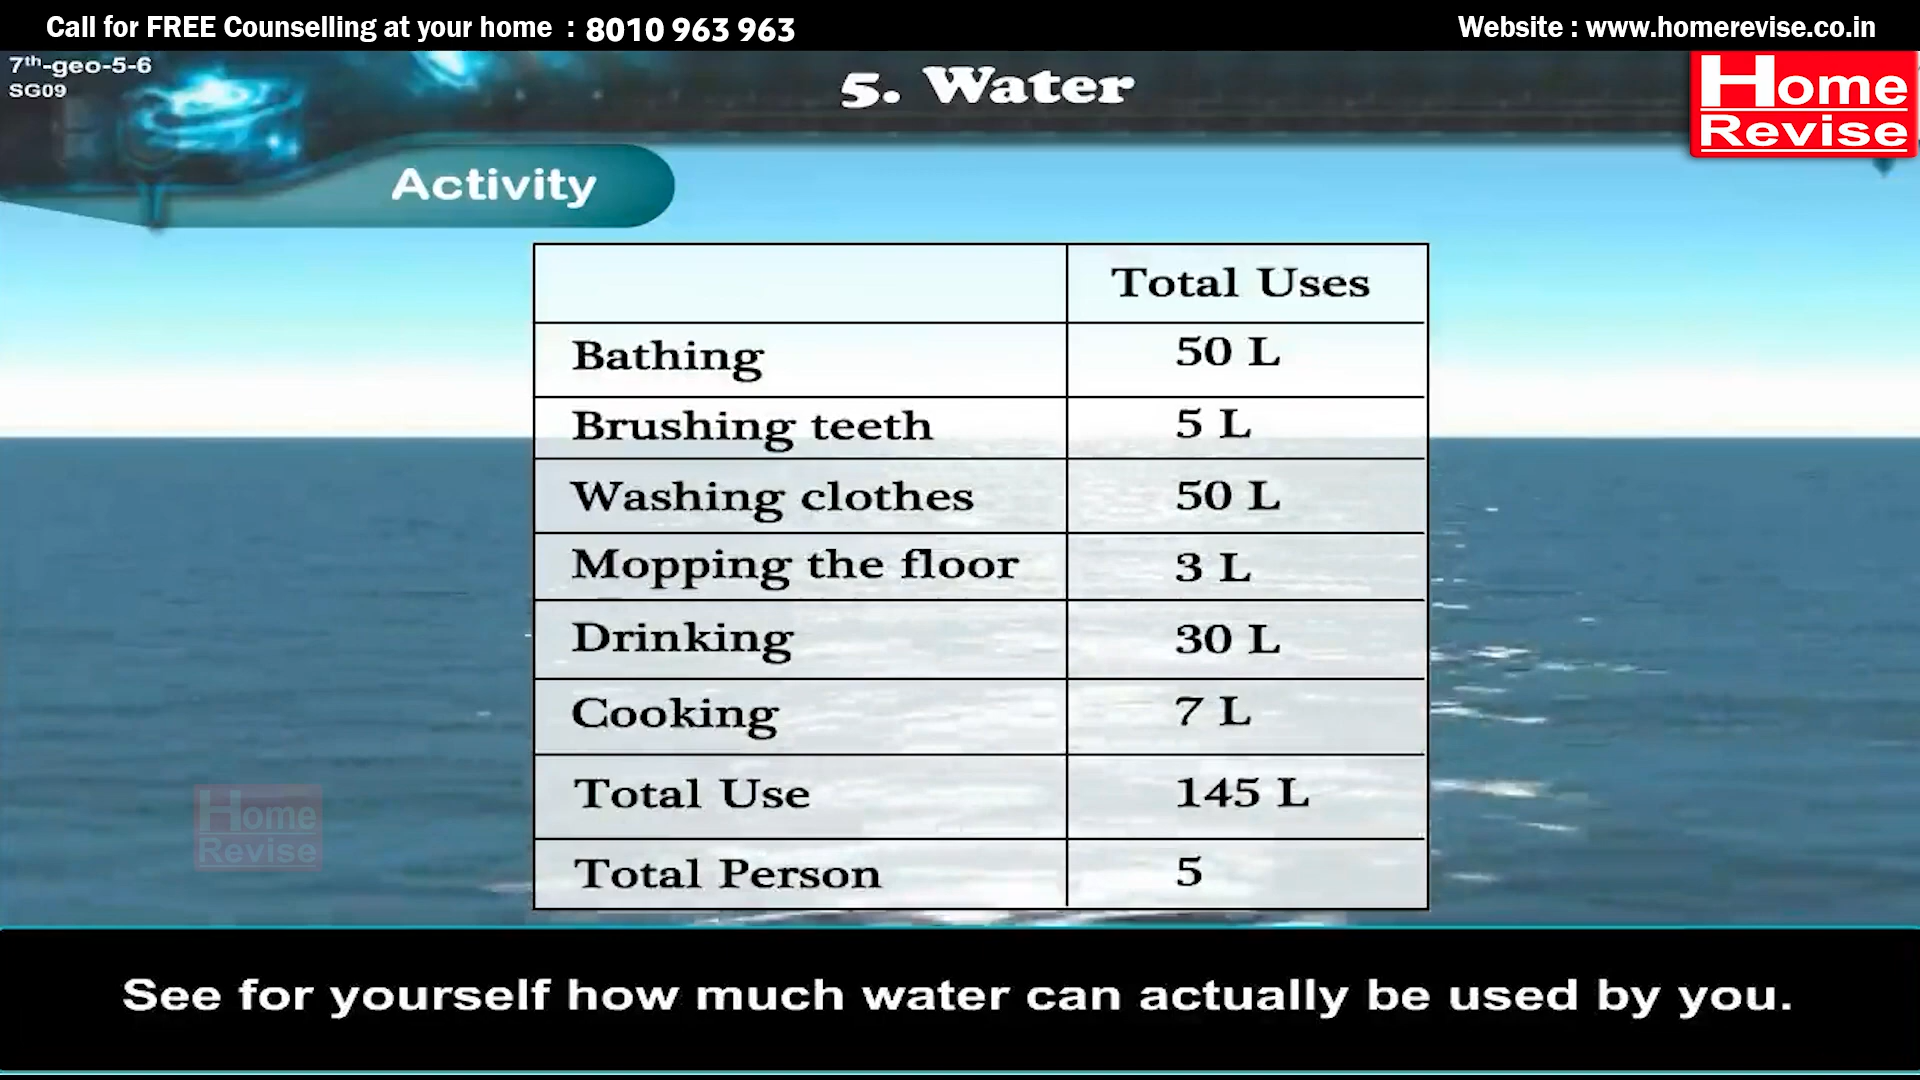 Call for FREE Counselling at your home : 8010 963 963
Website : www.homerevise.co.in
7th-geo-5-6
SG09
5. Water
Home
Revise
Activity
Total Uses
Bathing 50 L
Brushing teeth 5 L
Washing clothes 50 L
Mopping the floor 3 L
Drinking 30 L
Cooking 7 L
Total Use 145 L
Total Person 5
Home
Revise
See for yourself how much water can actually be used by you.